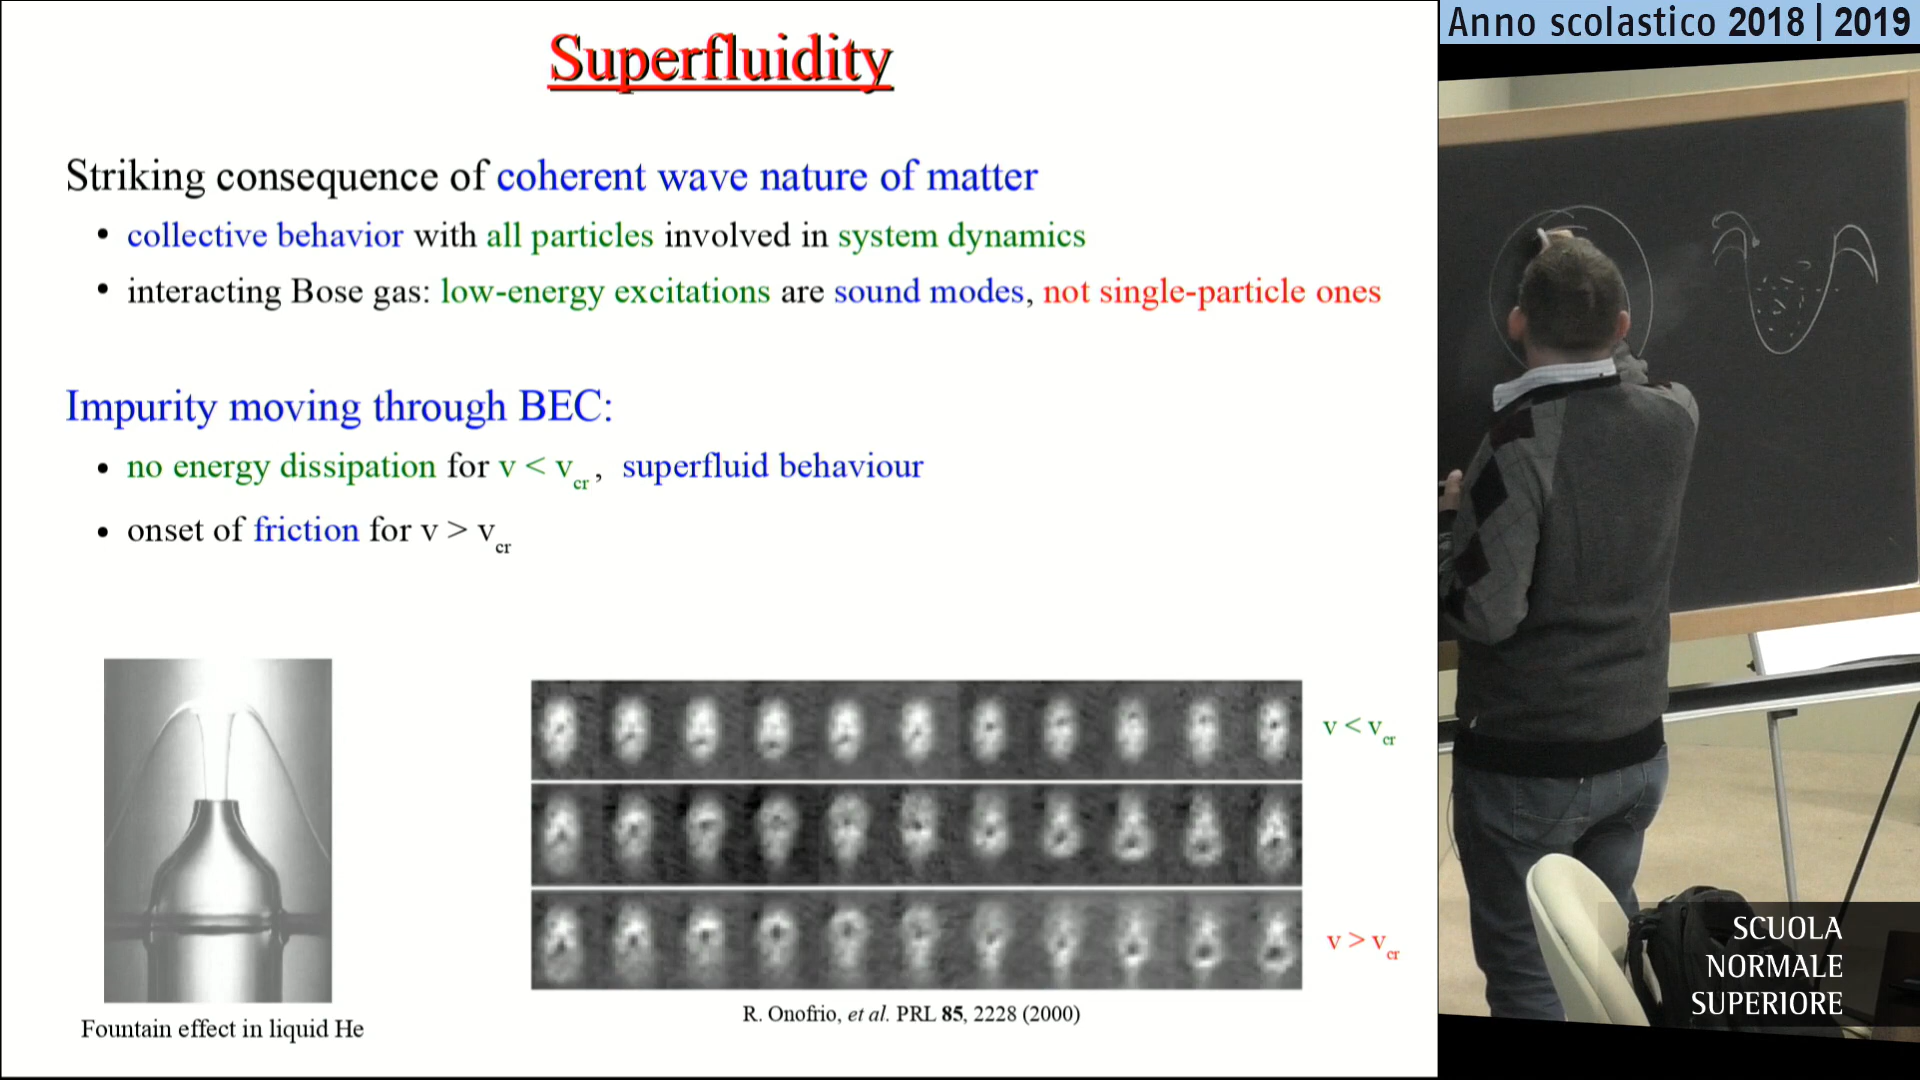 Superfluidity
Striking consequence of coherent wave nature of matter
• collective behavior with all particles involved in system dynamics
• interacting Bose gas: low-energy excitations are sound modes, not single-particle ones
Impurity moving through BEC:
• no energy dissipation for v < v_cr , superfluid behaviour
• onset of friction for v > v_cr
v < v_cr
v > v_cr
Fountain effect in liquid He
R. Onofrio, et al. PRL 85, 2228 (2000)
Anno scolastico 2018 | 2019
SCUOLA
NORMALE
SUPERIORE